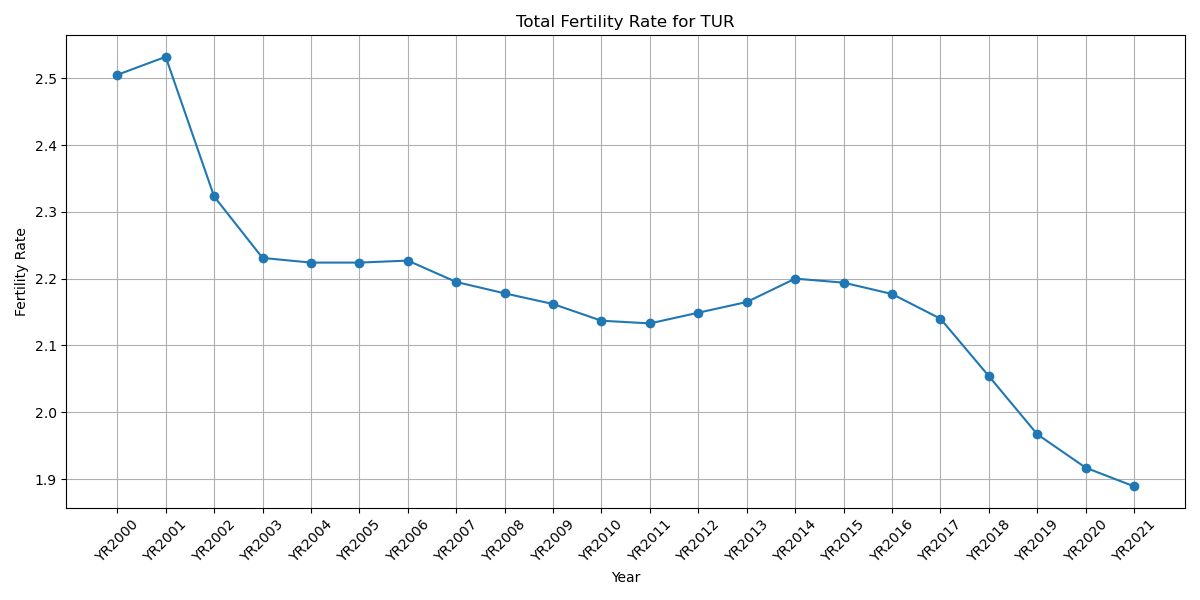 Total Fertility Rate for TUR
Fertility Rate
2.5
2.4
2.3
2.2
2.1
2.0
1.9
YR2000
YR2001
YR2002
YR2003
YR2004
YR2005
YR2006
YR2007
YR2008
YR2009
YR2010
YR2011
YR2012
YR2013
YR2014
YR2015
YR2016
YR2017
YR2018
YR2019
YR2020
YR2021
Year